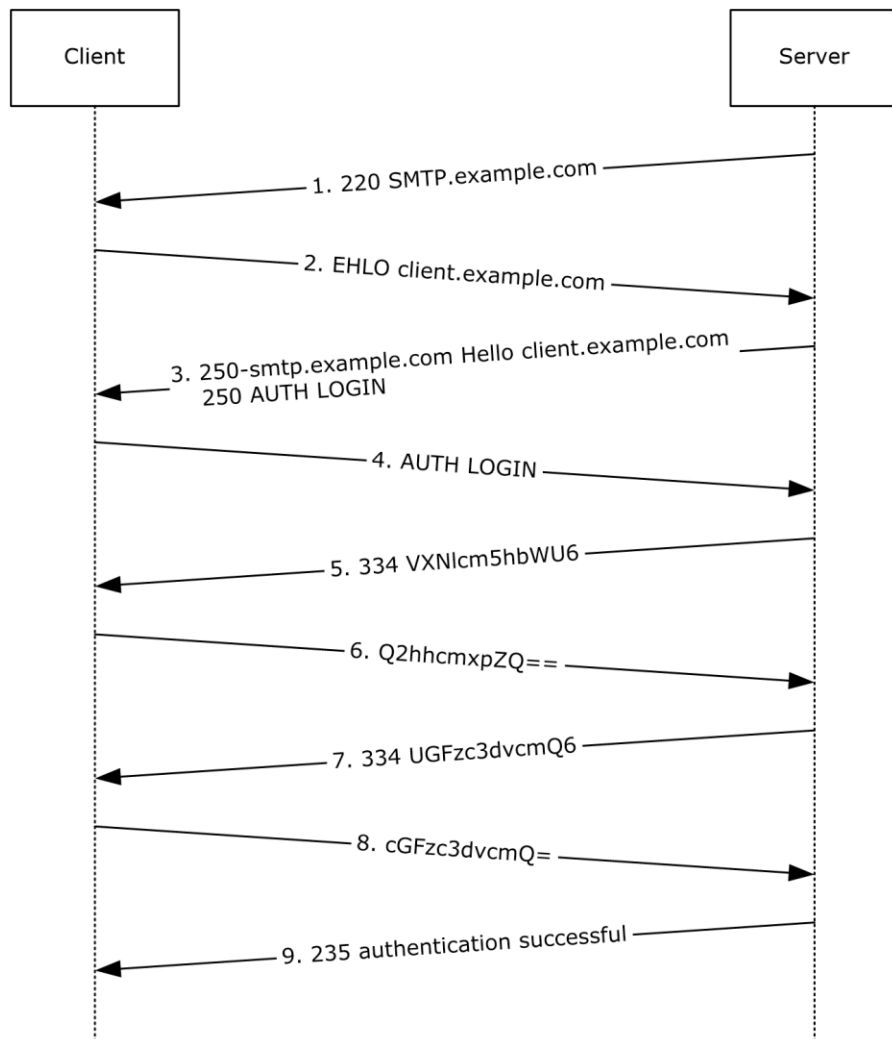 Client
Server
1. 220 SMTP.example.com
2. EHLO client.example.com
3. 250-smtp.example.com Hello client.example.com
250 AUTH LOGIN
4. AUTH LOGIN
5. 334 VXNlcm5hbWU6
6. Q2hhcmxpZQ==
7. 334 UGFzc3dvcmQ6
8. cGFzc3dvcmQ=
9. 235 authentication successful